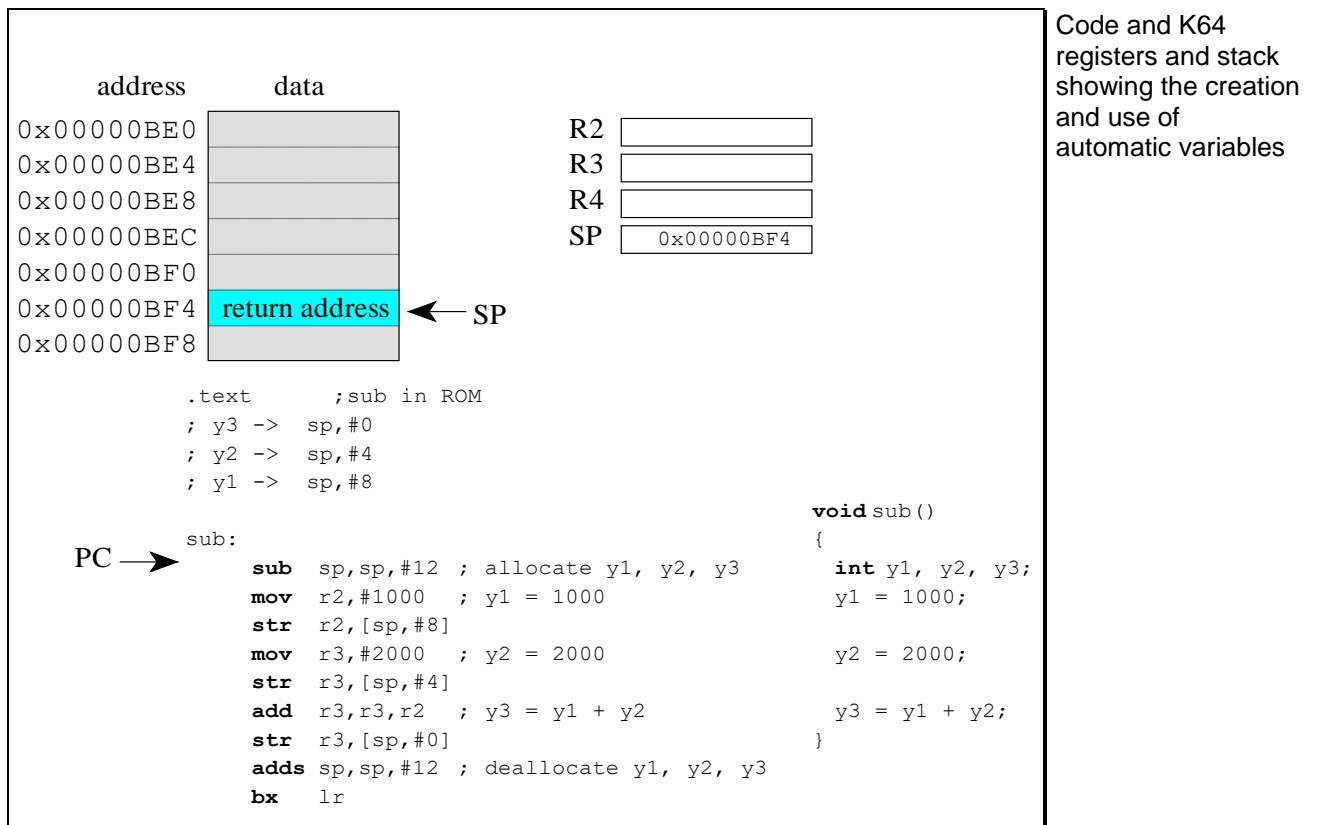 Code and K64
registers and stack
showing the creation
and use of
automatic variables
address data
0x00000BE0
0x00000BE4
0x00000BE8
0x00000BEC
0x00000BF0
0x00000BF4 return address SP
0x00000BF8
R2
R3
R4
SP 0x00000BF4
.text ;sub in ROM
; y3 -> sp,#0
; y2 -> sp,#4
; y1 -> sp,#8
sub:
PC
sub sp,sp,#12 ; allocate y1, y2, y3
mov r2,#1000 ; y1 = 1000
str r2,[sp,#8]
mov r3,#2000 ; y2 = 2000
str r3,[sp,#4]
add r3,r3,r2 ; y3 = y1 + y2
str r3,[sp,#0]
adds sp,sp,#12 ; deallocate y1, y2, y3
bx lr
void sub()
{
int y1, y2, y3;
y1 = 1000;
y2 = 2000;
y3 = y1 + y2;
}